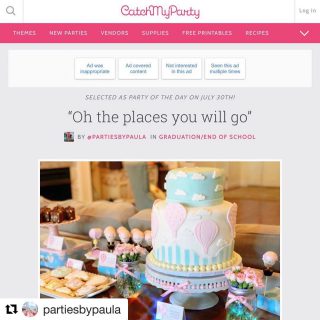 CatchMyParty
Log in
THEMES NEW PARTIES VENDORS SUPPLIES FREE PRINTABLES RECIPES
Ad was inappropriate
Ad covered content
Not interested in this ad
Seen this ad multiple times
SELECTED AS PARTY OF THE DAY ON JULY 30TH!
“Oh the places you will go”
BY @PARTIESBYPAULA IN GRADUATION/END OF SCHOOL
partiesbypaula